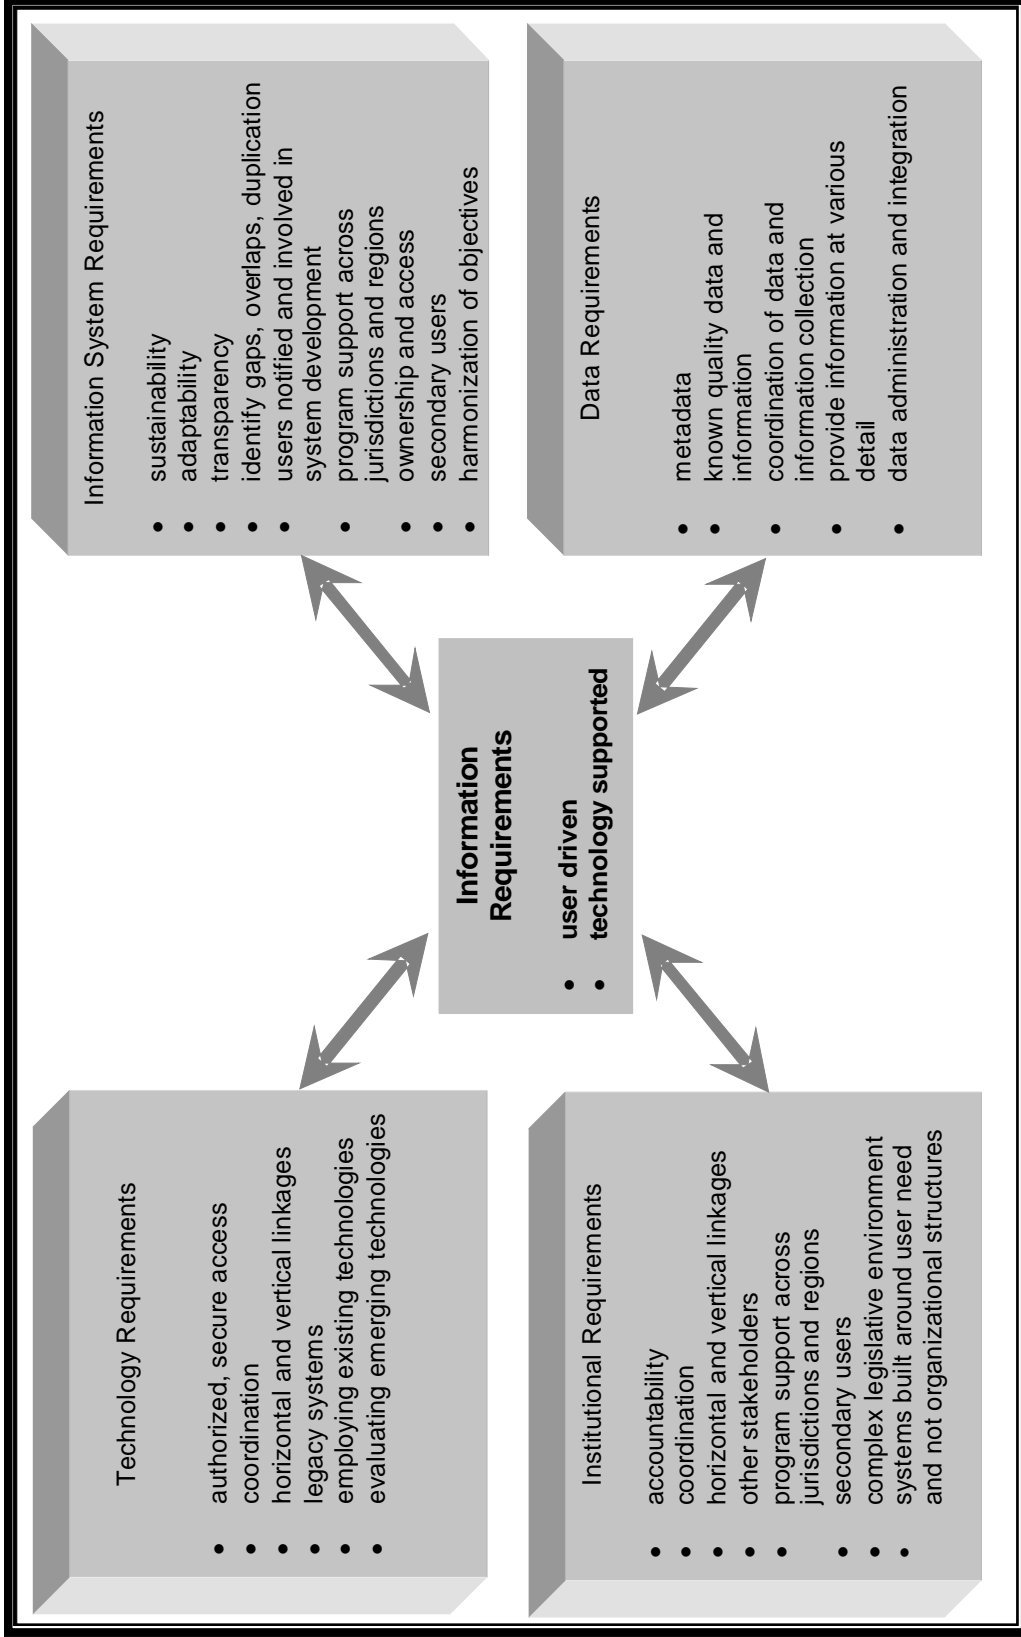 Technology Requirements
• authorized, secure access
• coordination
• horizontal and vertical linkages
• legacy systems
• employing existing technologies
• evaluating emerging technologies
Information System Requirements
• sustainability
• adaptability
• transparency
• identify gaps, overlaps, duplication
• users notified and involved in
system development
• program support across
jurisdictions and regions
• ownership and access
• secondary users
• harmonization of objectives
Information
Requirements
• user driven
• technology supported
Institutional Requirements
• accountability
• coordination
• horizontal and vertical linkages
• other stakeholders
• program support across
jurisdictions and regions
• secondary users
• complex legislative environment
• systems built around user need
and not organizational structures
Data Requirements
• metadata
• known quality data and
information
• coordination of data and
information collection
• provide information at various
detail
• data administration and integration